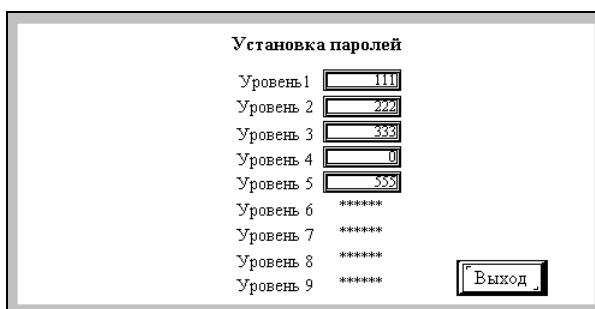 Установка паролей
Уровень1 111
Уровень 2 222
Уровень 3 333
Уровень 4 0
Уровень 5 555
Уровень 6 ******
Уровень 7 ******
Уровень 8 ******
Уровень 9 ******
Выход